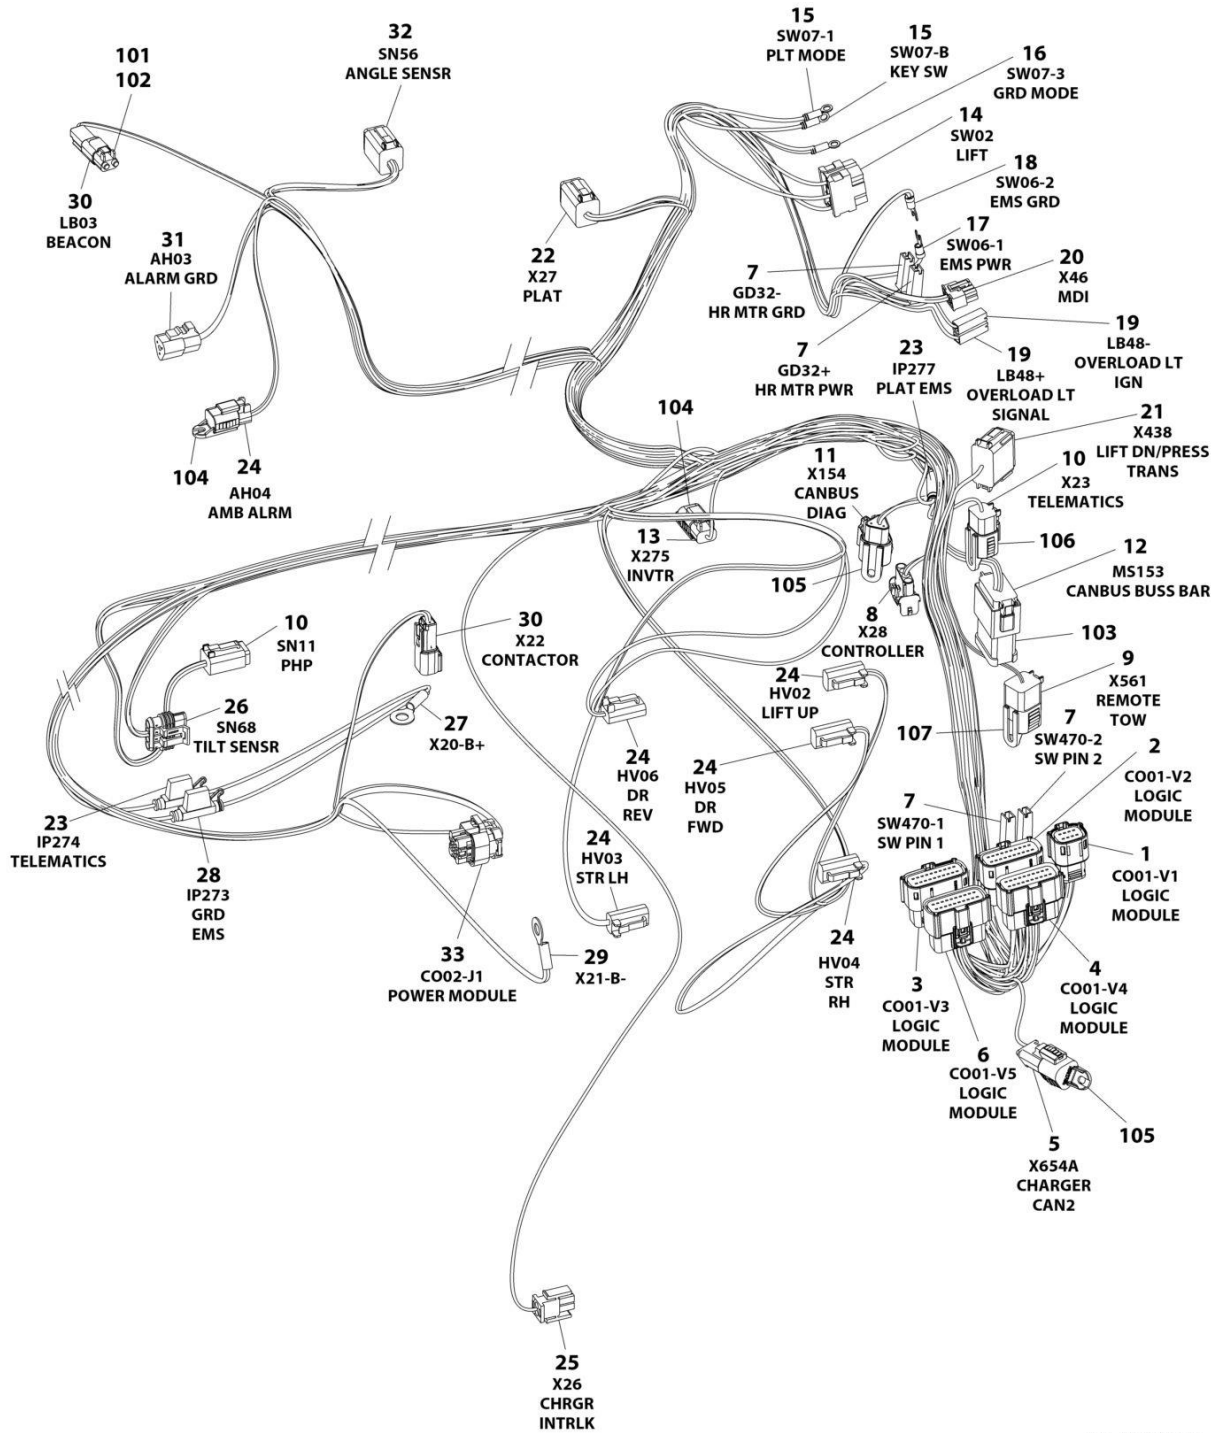 15
SW07-1
PLT MODE
15
SW07-B
KEY SW
16
SW07-3
GRD MODE
32
SN56
ANGLE SENSR
101
102
14
SW02
LIFT
18
SW06-2
EMS GRD
30
LB03
BEACON
31
AH03
ALARM GRD
22
X27
PLAT
17
SW06-1
EMS PWR
7
GD32-
HR MTR GRD
20
X46
MDI
19
LB48-
OVERLOAD LT
IGN
7
GD32+
HR MTR PWR
23
IP277
PLAT EMS
19
LB48+
OVERLOAD LT
SIGNAL
21
X438
LIFT DN/PRESS
TRANS
104
24
AH04
AMB ALRM
104
11
X154
CANBUS
DIAG
10
X23
TELEMATICS
13
X275
INVTR
105
106
12
MS153
CANBUS BUSS BAR
8
X28
CONTROLLER
103
10
SN11
PHP
30
X22
CONTACTOR
9
X561
REMOTE
TOW
24
HV02
LIFT UP
26
SN68
TILT SENSR
27
X20-B+
107
7
SW470-2
SW PIN 2
2
CO01-V2
LOGIC
MODULE
24
HV06
DR
REV
24
HV05
DR
FWD
23
IP274
TELEMATICS
7
SW470-1
SW PIN 1
28
IP273
GRD
EMS
24
HV03
STR LH
1
CO01-V1
LOGIC
MODULE
33
CO02-J1
POWER MODULE
29
X21-B-
24
HV04
STR
RH
3
CO01-V3
LOGIC
MODULE
4
CO01-V4
LOGIC
MODULE
6
CO01-V5
LOGIC
MODULE
105
5
X654A
CHARGER
CAN2
25
X26
CHRGR
INTRLK